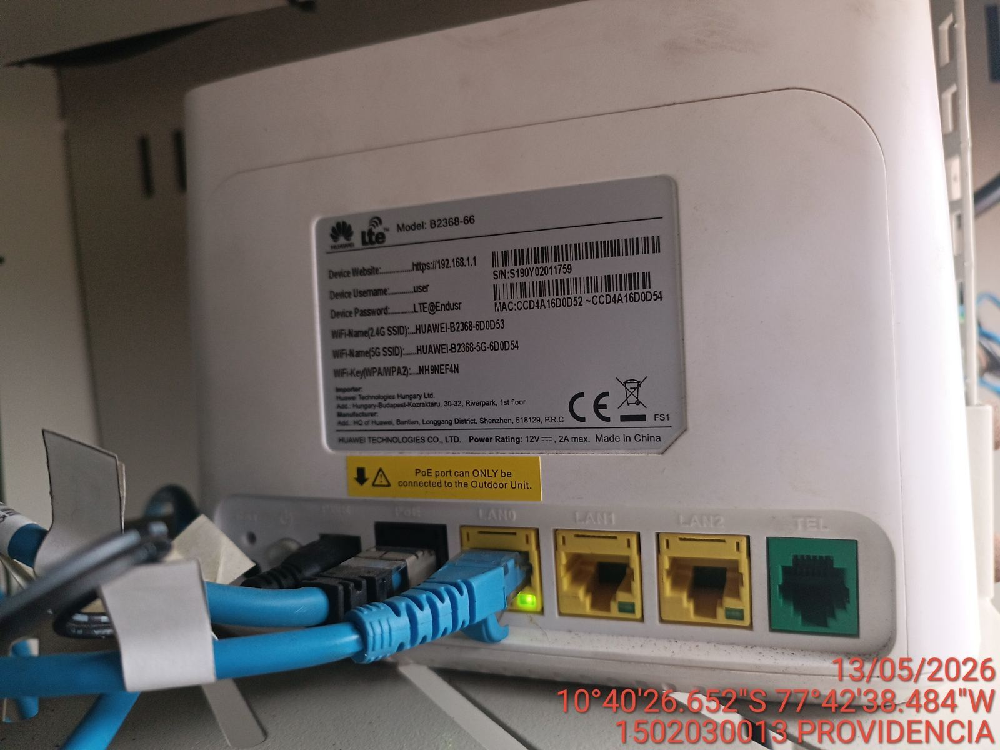 HUAWEI
Lte™
Model: B2368-66
Device Website:..............https://192.168.1.1
Device Username:...........user
Device Password:...........LTE@Endusr
WiFi-Name(2.4G SSID):...HUAWEI-B2368-6D0D53
WiFi-Name(5G SSID):......HUAWEI-B2368-5G-6D0D54
WiFi-Key(WPA/WPA2):....NH9NEF4N
S/N:S190Y02011759
MAC:CCD4A16D0D52 ~CCD4A16D0D54
Importer:
Huawei Technologies Hungary Ltd.
Add.: Hungary-Budapest-Kozraktaru. 30-32, Riverpark, 1st floor
Manufacturer:
Add.: HQ of Huawei, Bantian, Longgang District, Shenzhen, 518129, P.R.C
CE
FS1
HUAWEI TECHNOLOGIES CO., LTD. Power Rating: 12V⎓, 2A max. Made in China
PoE port can ONLY be
connected to the Outdoor Unit.
PWR PoE LAN0 LAN1 LAN2 TEL
13/05/2026
10°40'26.652"S 77°42'38.484"W
1502030013 PROVIDENCIA